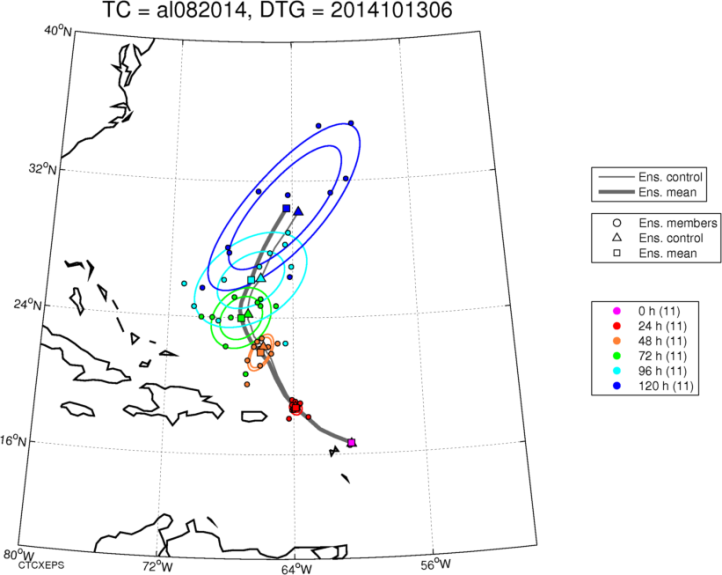 TC = al082014, DTG = 2014101306
40°N
32°N
24°N
16°N
80°W
72°W
64°W
56°W
CTCXEPS
Ens. control
Ens. mean
Ens. members
Ens. control
Ens. mean
0 h (11)
24 h (11)
48 h (11)
72 h (11)
96 h (11)
120 h (11)